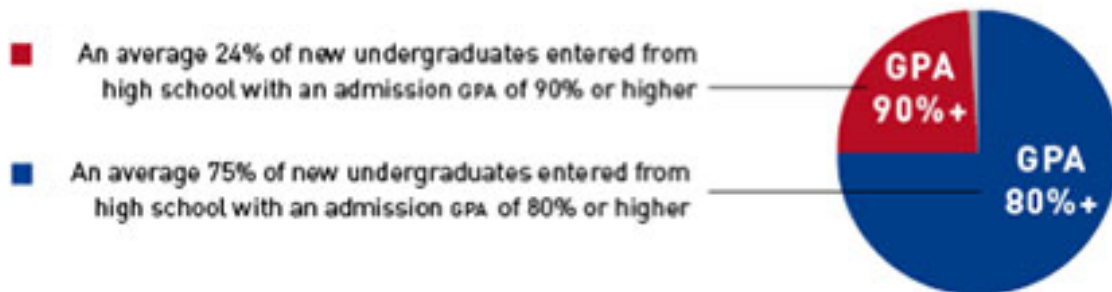 An average 24% of new undergraduates entered from
high school with an admission GPA of 90% or higher
An average 75% of new undergraduates entered from
high school with an admission GPA of 80% or higher
GPA
90%+
GPA
80%+